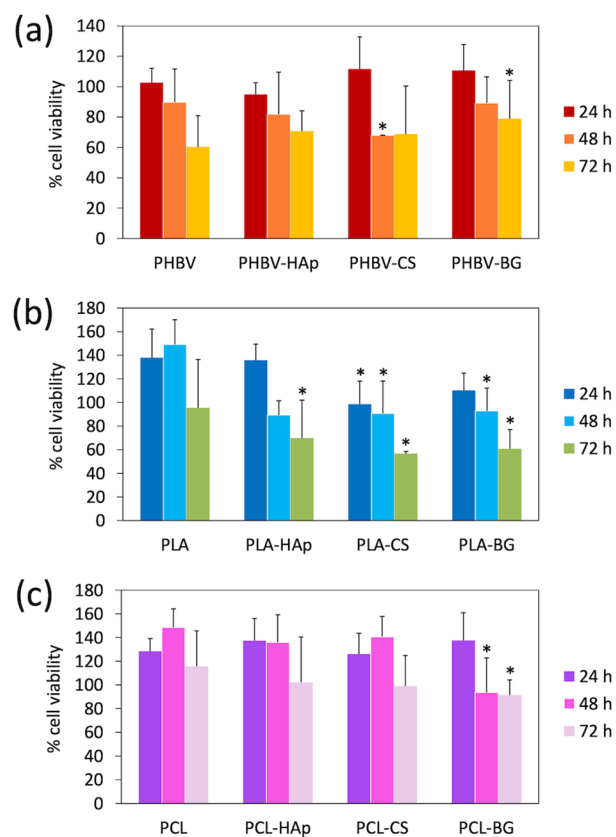 (a)
% cell viability
140
120
100
80
60
40
20
0
*
*
PHBV PHBV-HAp PHBV-CS PHBV-BG
24 h
48 h
72 h
(b)
% cell viability
180
160
140
120
100
80
60
40
20
0
*
* *
*
*
*
PLA PLA-HAp PLA-CS PLA-BG
24 h
48 h
72 h
(c)
% cell viability
180
160
140
120
100
80
60
40
20
0
*
*
PCL PCL-HAp PCL-CS PCL-BG
24 h
48 h
72 h